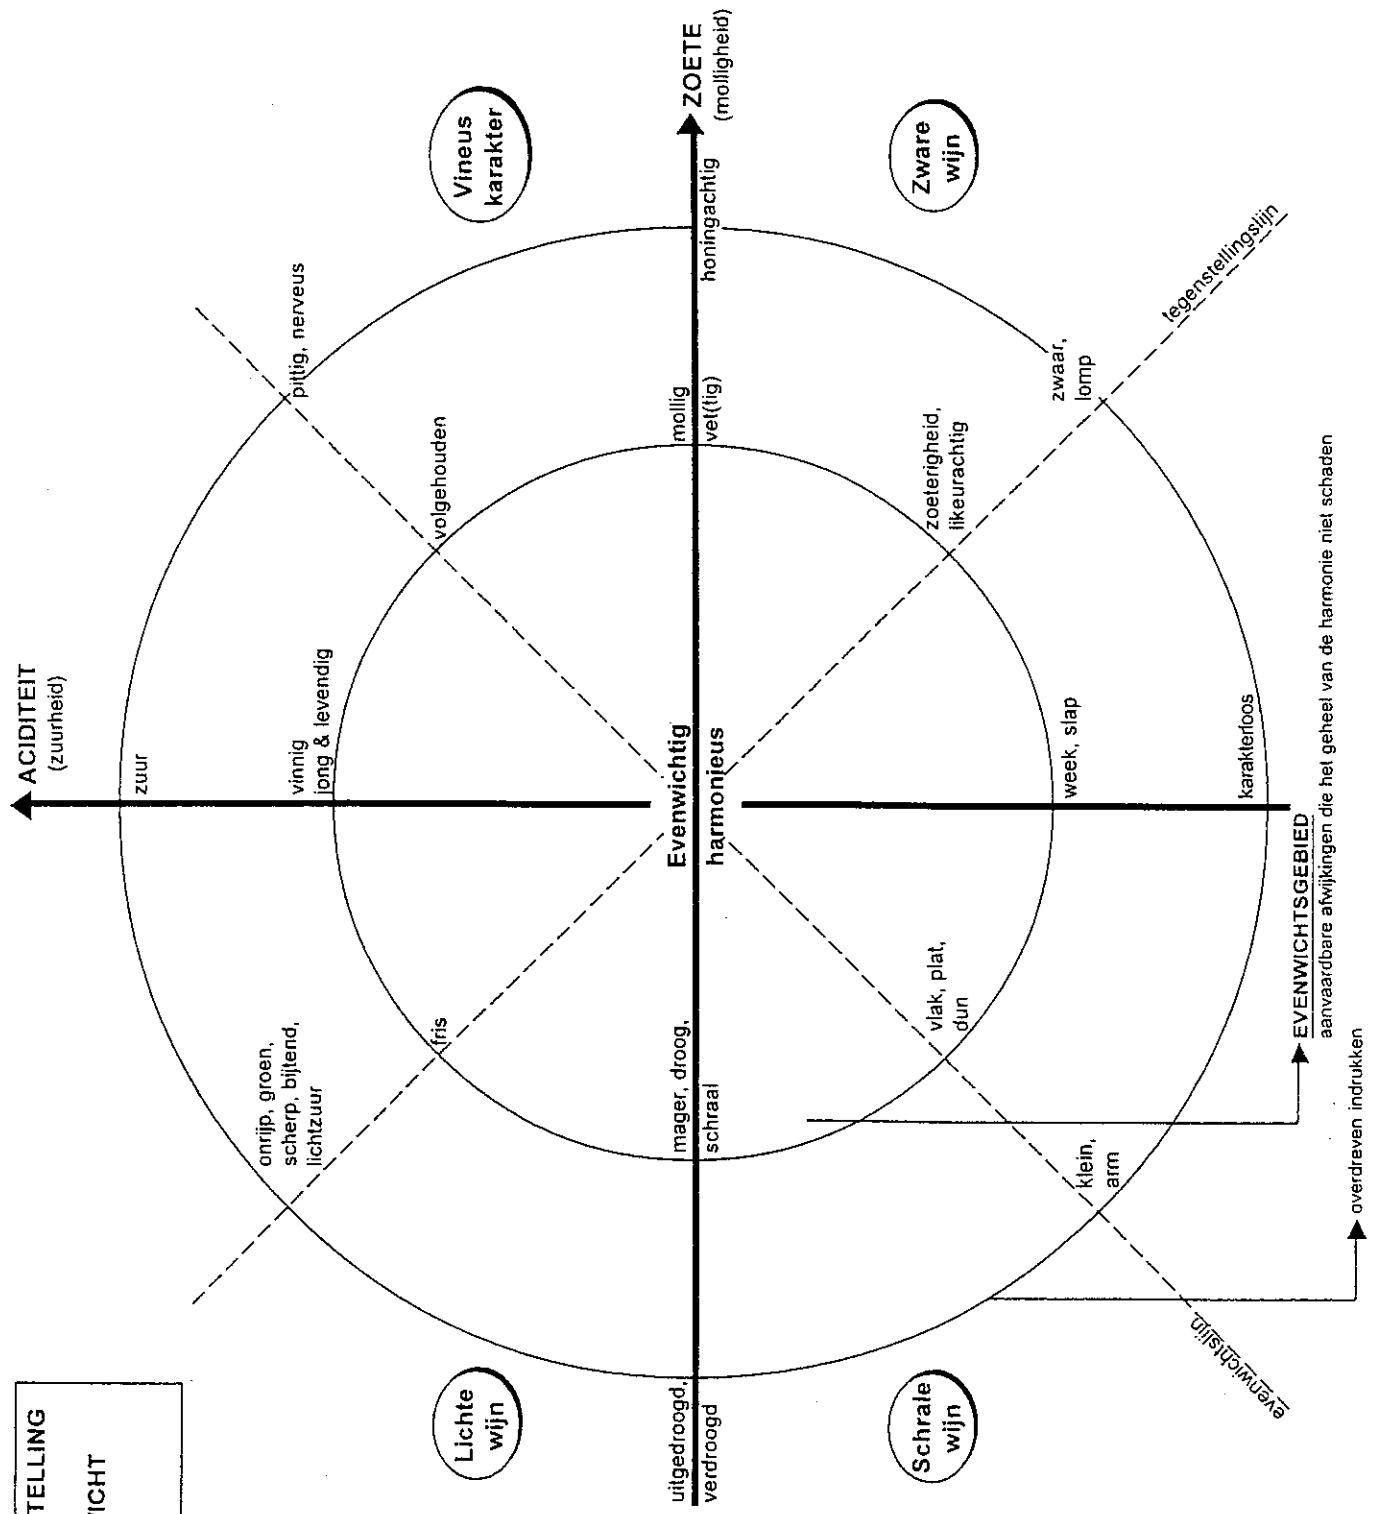 TELLING
ICHT
ACIDITEIT
(zuurheid)
zuur
vinnig
jong & levendig
onrijp, groen,
scherp, bijtend,
lichtzuur
fris
pittig, nerveus
volgehouden
Lichte
wijn
Vineus
karakter
uitgedroogd,
verdroogd
mager, droog,
schraal
Evenwichtig
harmonieus
mollig
vet(tig)
honingachtig
ZOETE
(molligheid)
Schrale
wijn
Zware
wijn
vlak, plat,
dun
klein,
arm
week, slap
karakterloos
zoeterigheid,
likeurachtig
zwaar,
lomp
tegenstellingslijn
evenwichtslijn
EVENWICHTSGEBIED
aanvaardbare afwijkingen die het geheel van de harmonie niet schaden
overdreven indrukken